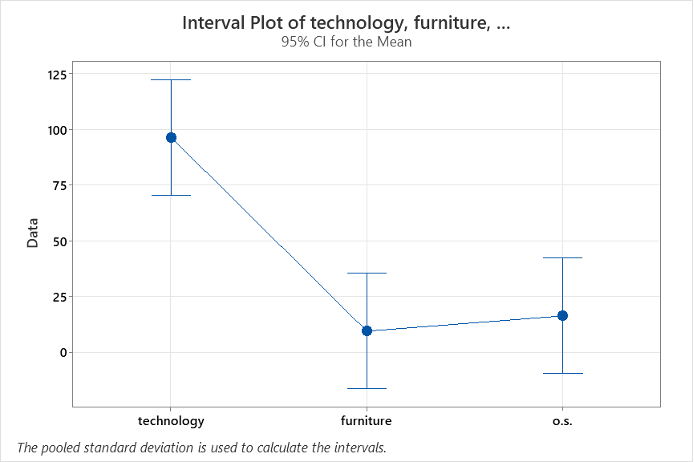 Interval Plot of technology, furniture, ...
95% CI for the Mean
125
100
75
50
25
0
Data
technology furniture o.s.
The pooled standard deviation is used to calculate the intervals.